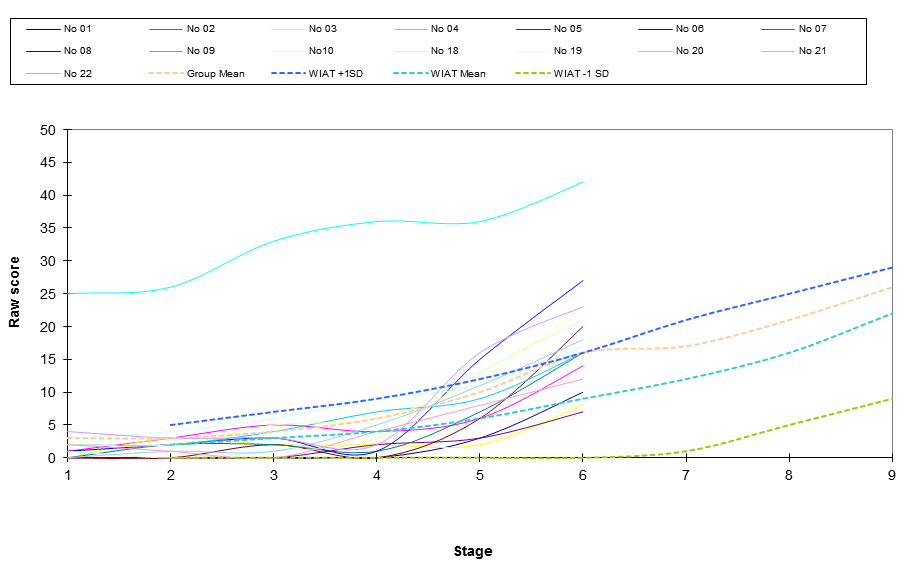 No 01 No 02 No 03 No 04 No 05 No 06 No 07
No 08 No 09 No10 No 18 No 19 No 20 No 21
No 22 Group Mean WIAT +1SD WIAT Mean WIAT -1 SD
50
45
40
35
30
25
20
15
10
5
0
Raw score
1 2 3 4 5 6 7 8 9
Stage